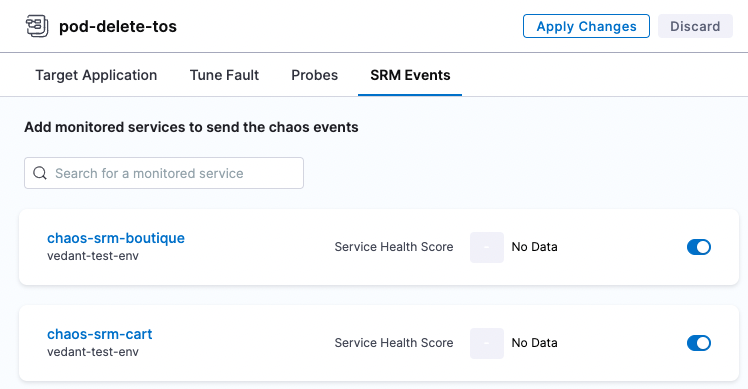 pod-delete-tos
Apply Changes
Discard
Target Application
Tune Fault
Probes
SRM Events
Add monitored services to send the chaos events
Search for a monitored service
chaos-srm-boutique
vedant-test-env
Service Health Score
-
No Data
chaos-srm-cart
vedant-test-env
Service Health Score
-
No Data